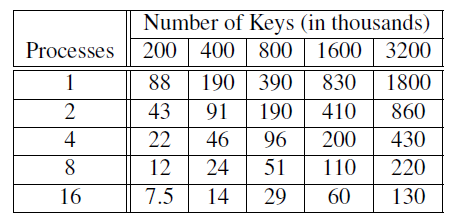 Number of Keys (in thousands)
Processes 200 400 800 1600 3200
1 88 190 390 830 1800
2 43 91 190 410 860
4 22 46 96 200 430
8 12 24 51 110 220
16 7.5 14 29 60 130